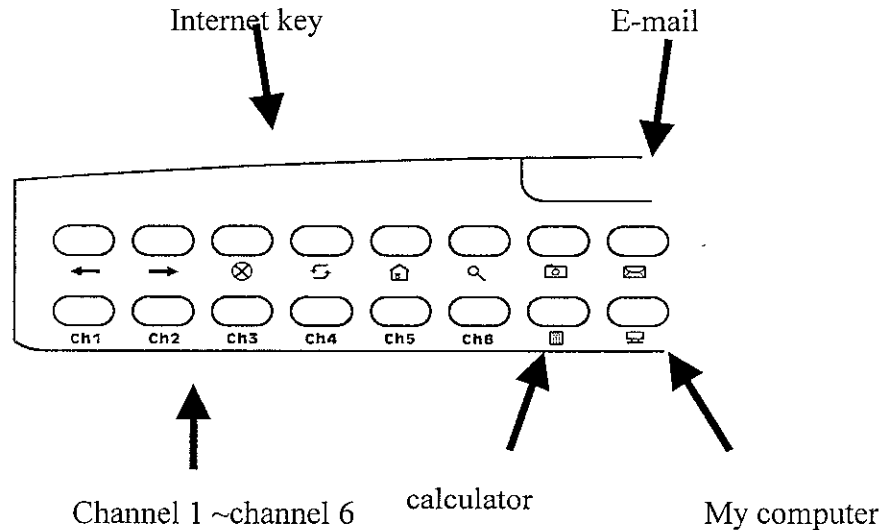 Internet key E-mail
Ch1 Ch2 Ch3 Ch4 Ch5 Ch6
Channel 1 ~channel 6 calculator My computer